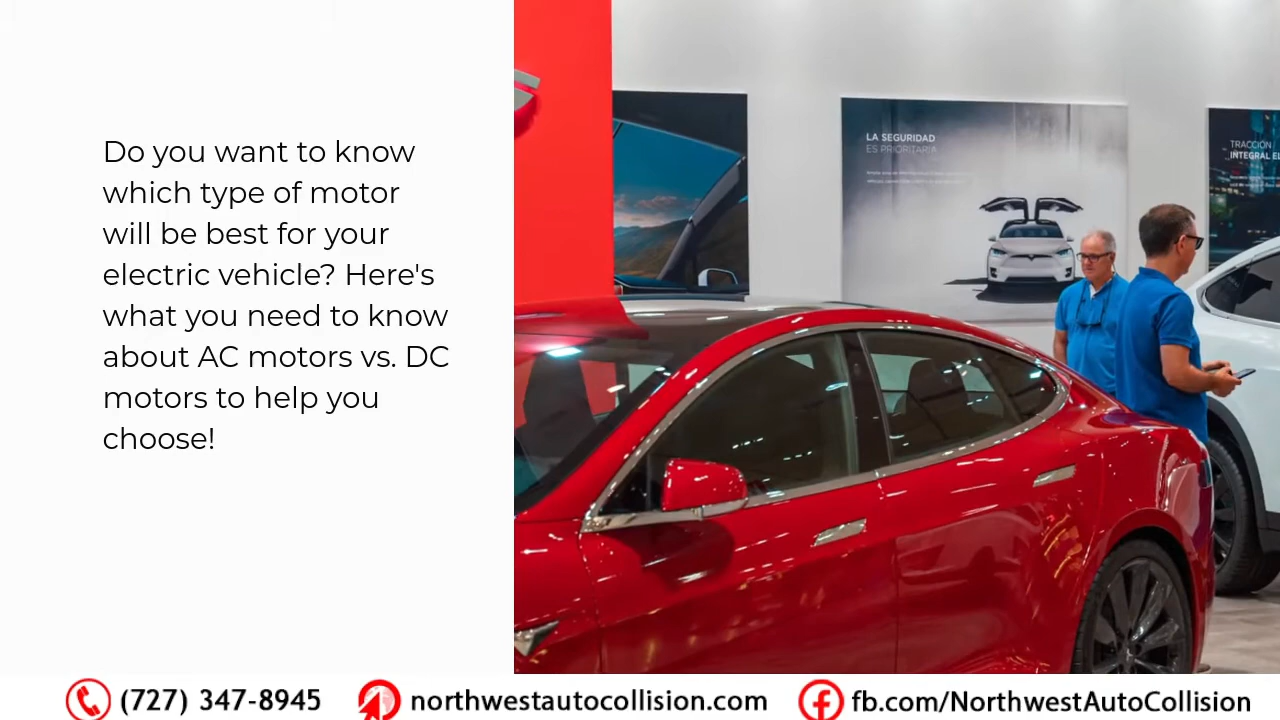 Do you want to know
which type of motor
will be best for your
electric vehicle? Here's
what you need to know
about AC motors vs. DC
motors to help you
choose!
LA SEGURIDAD
ES PRIORITARIA
TRACCIÓN
INTEGRAL EL
(727) 347-8945
northwestautocollision.com
fb.com/NorthwestAutoCollision